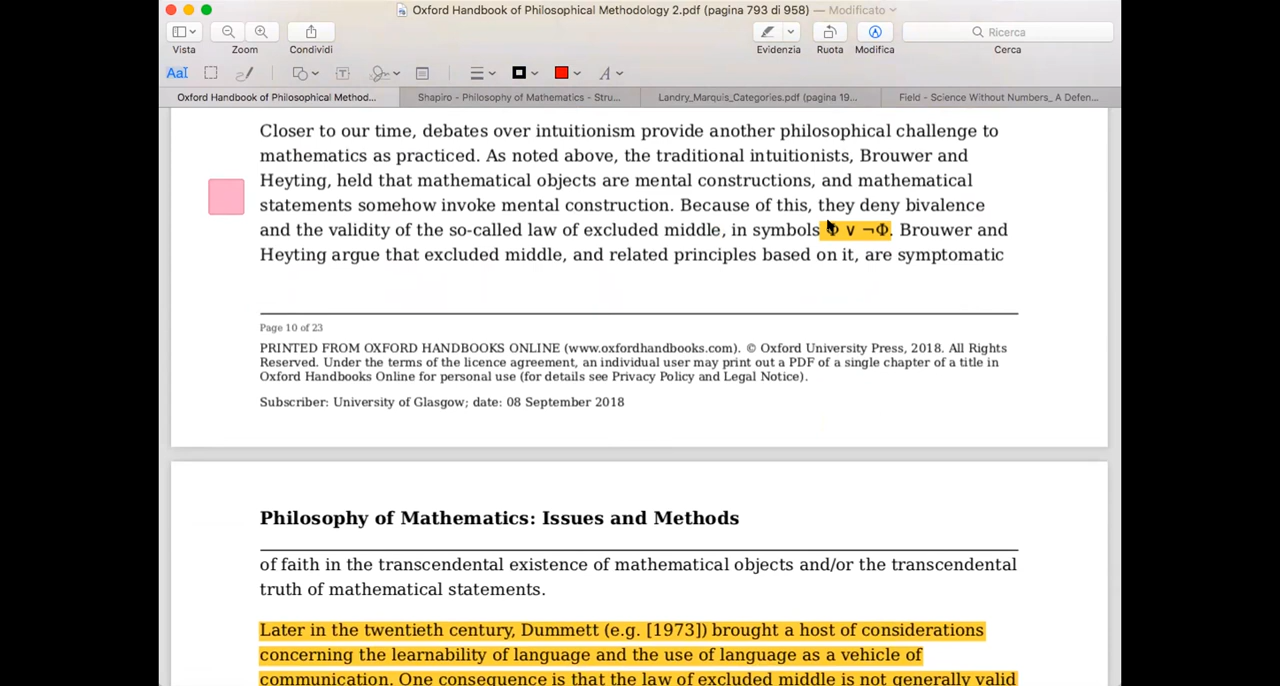 Oxford Handbook of Philosophical Methodology 2.pdf (pagina 793 di 958) — Modificato
Vista
Zoom
Condividi
Evidenzia
Ruota
Modifica
Ricerca
Cerca
AaI
T
A
Oxford Handbook of Philosophical Method...
Shapiro - Philosophy of Mathematics - Stru...
Landry_Marquis_Categories.pdf (pagina 19...
Field - Science Without Numbers_ A Defen...
Closer to our time, debates over intuitionism provide another philosophical challenge to
mathematics as practiced. As noted above, the traditional intuitionists, Brouwer and
Heyting, held that mathematical objects are mental constructions, and mathematical
statements somehow invoke mental construction. Because of this, they deny bivalence
and the validity of the so-called law of excluded middle, in symbols Φ ∨ ¬Φ. Brouwer and
Heyting argue that excluded middle, and related principles based on it, are symptomatic
Page 10 of 23
PRINTED FROM OXFORD HANDBOOKS ONLINE (www.oxfordhandbooks.com). © Oxford University Press, 2018. All Rights
Reserved. Under the terms of the licence agreement, an individual user may print out a PDF of a single chapter of a title in
Oxford Handbooks Online for personal use (for details see Privacy Policy and Legal Notice).
Subscriber: University of Glasgow; date: 08 September 2018
Philosophy of Mathematics: Issues and Methods
of faith in the transcendental existence of mathematical objects and/or the transcendental
truth of mathematical statements.
Later in the twentieth century, Dummett (e.g. [1973]) brought a host of considerations
concerning the learnability of language and the use of language as a vehicle of
communication. One consequence is that the law of excluded middle is not generally valid